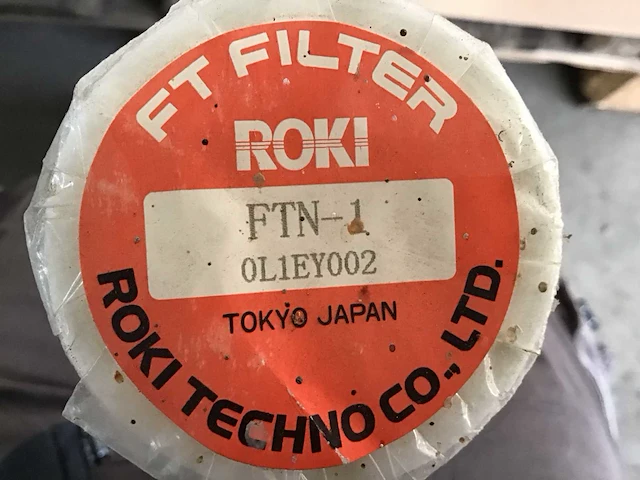 FT FILTER
ROKI
FTN-1
0L1EY002
TOKYO JAPAN
ROKI TECHNO CO., LTD.